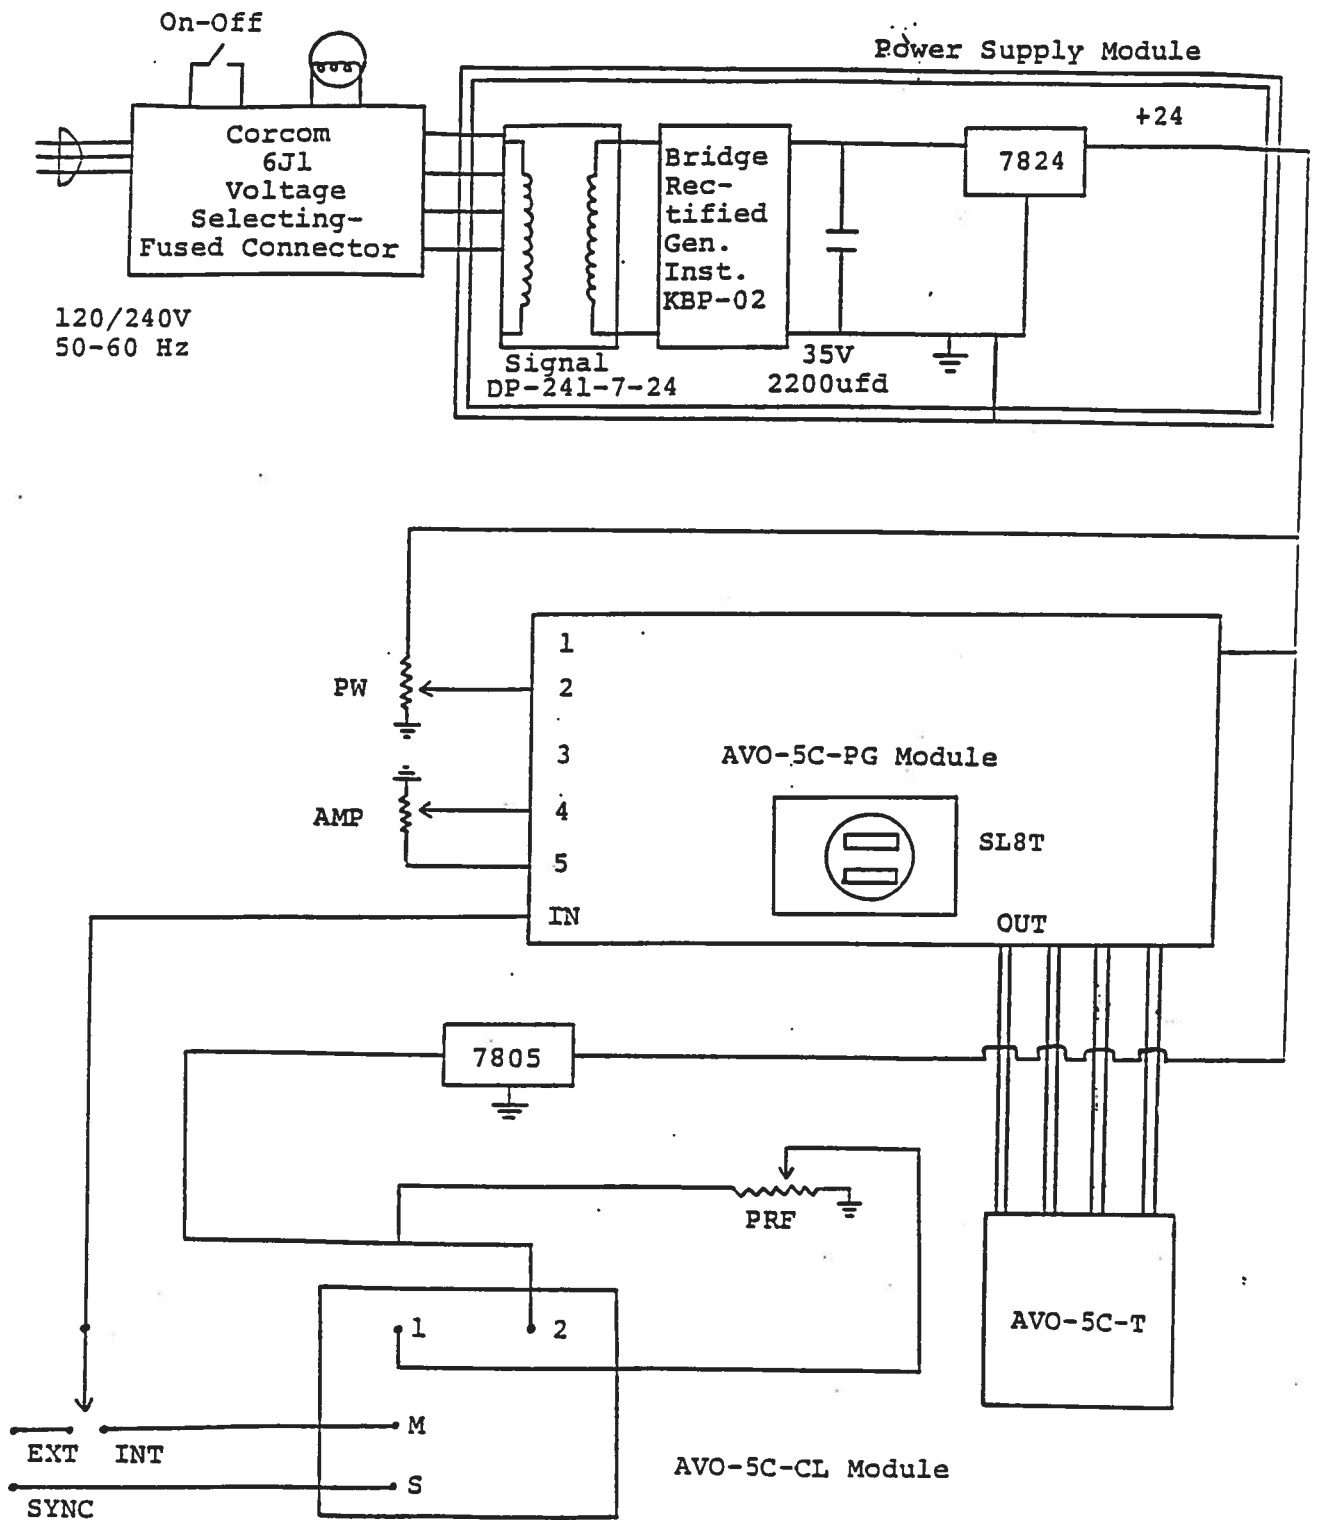 On-Off
Power Supply Module
+24
Corcom
6J1
Voltage
Selecting-
Fused Connector
Bridge
Rec-
tified
Gen.
Inst.
KBP-02
7824
120/240V
50-60 Hz
Signal
DP-241-7-24
35V
2200ufd
1
PW
2
3
AVO-5C-PG Module
AMP
4
SL8T
5
IN
OUT
7805
PRF
1
2
AVO-5C-T
M
EXT
INT
AVO-5C-CL Module
S
SYNC